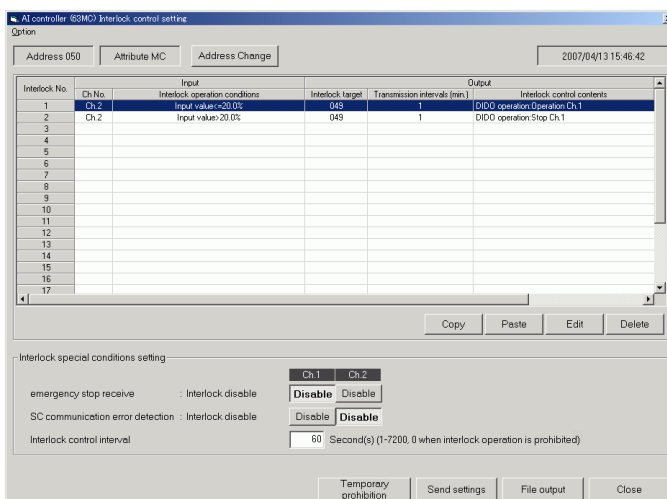 AI controller (63MC) Interlock control setting
Option
Address 050 Attribute MC Address Change 2007/04/13 15:46:42
Input Output
Interlock No. Ch No. Interlock operation conditions Interlock target Transmission intervals (min.) Interlock control contents
1 Ch.2 Input value<=20.0% 049 1 DIDO operation:Operation Ch.1
2 Ch.2 Input value>20.0% 049 1 DIDO operation:Stop Ch.1
3
4
5
6
7
8
9
10
11
12
13
14
15
16
17
Copy Paste Edit Delete
Interlock special conditions setting
Ch.1 Ch.2
emergency stop receive : Interlock disable Disable Disable
SC communication error detection : Interlock disable Disable Disable
Interlock control interval 60 Second(s) (1-7200, 0 when interlock operation is prohibited)
Temporary prohibition Send settings File output Close